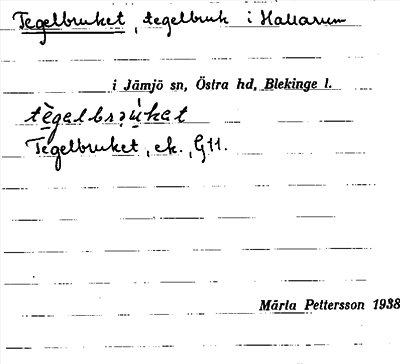 Tegelbruket, tegelbruk i Hallarum
i Jämjö sn, Östra hd, Blekinge l.
Tegelbruket, ek., G11.
Märta Pettersson 1938